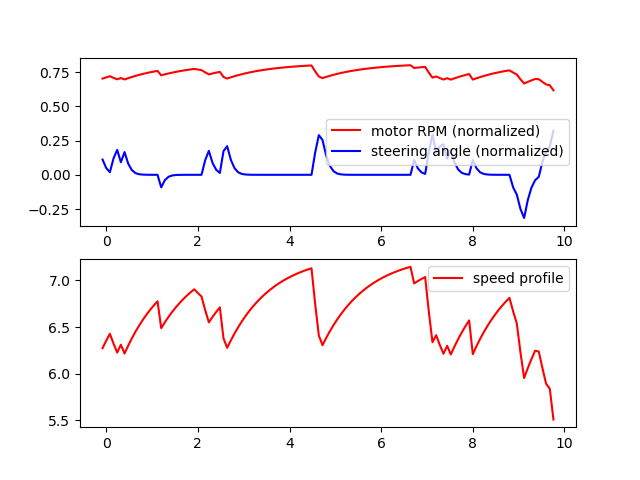 0.75
0.50
0.25
0.00
−0.25
motor RPM (normalized)
steering angle (normalized)
0 2 4 6 8 10
7.0
6.5
6.0
5.5
speed profile
0 2 4 6 8 10